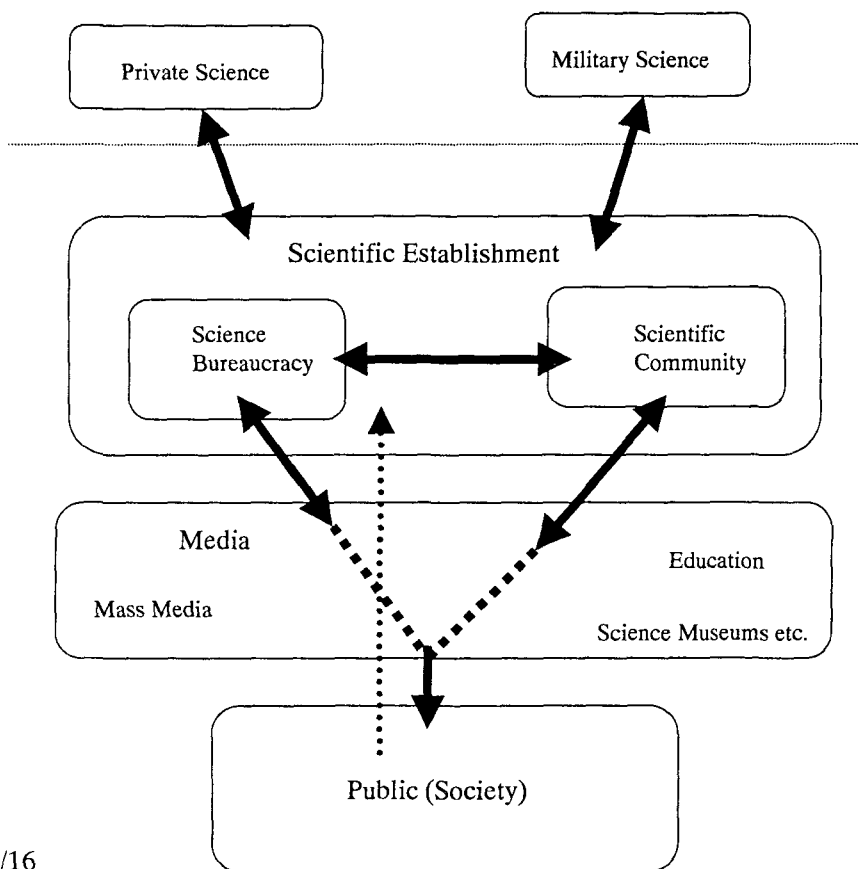 Private Science
Military Science
Scientific Establishment
Science
Bureaucracy
Scientific
Community
Media
Education
Mass Media
Science Museums etc.
Public (Society)
/16